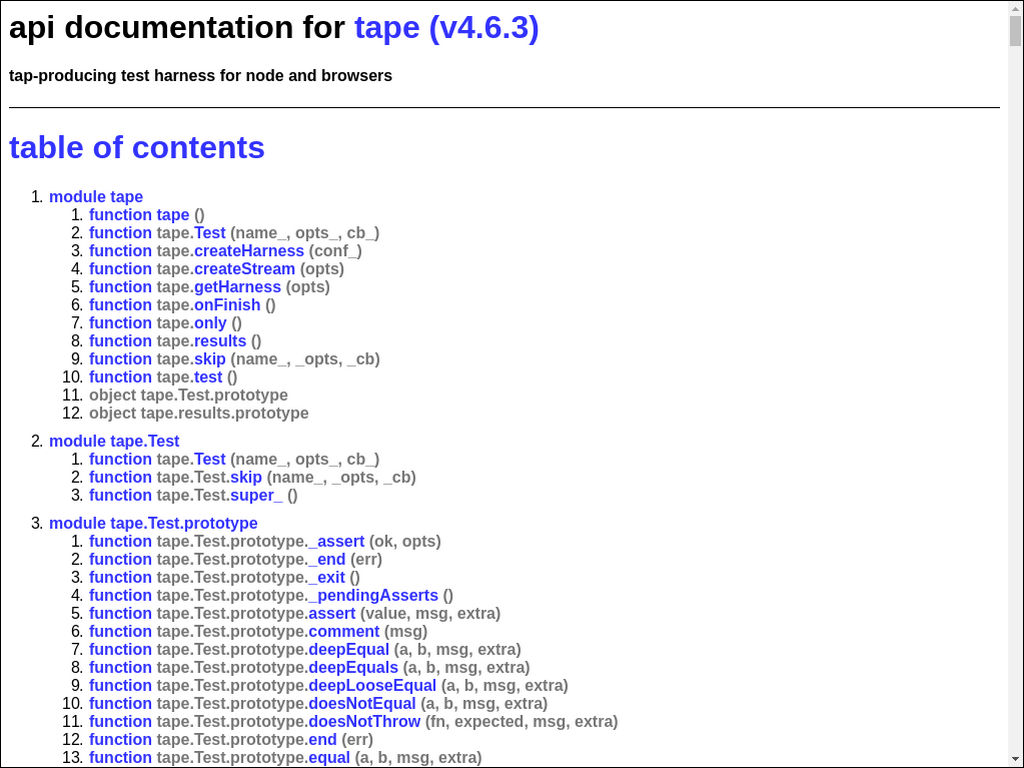 api documentation for tape (v4.6.3)
tap-producing test harness for node and browsers
table of contents
1. module tape
1. function tape ()
2. function tape.Test (name_, opts_, cb_)
3. function tape.createHarness (conf_)
4. function tape.createStream (opts)
5. function tape.getHarness (opts)
6. function tape.onFinish ()
7. function tape.only ()
8. function tape.results ()
9. function tape.skip (name_, _opts, _cb)
10. function tape.test ()
11. object tape.Test.prototype
12. object tape.results.prototype
2. module tape.Test
1. function tape.Test (name_, opts_, cb_)
2. function tape.Test.skip (name_, _opts, _cb)
3. function tape.Test.super_ ()
3. module tape.Test.prototype
1. function tape.Test.prototype._assert (ok, opts)
2. function tape.Test.prototype._end (err)
3. function tape.Test.prototype._exit ()
4. function tape.Test.prototype._pendingAsserts ()
5. function tape.Test.prototype.assert (value, msg, extra)
6. function tape.Test.prototype.comment (msg)
7. function tape.Test.prototype.deepEqual (a, b, msg, extra)
8. function tape.Test.prototype.deepEquals (a, b, msg, extra)
9. function tape.Test.prototype.deepLooseEqual (a, b, msg, extra)
10. function tape.Test.prototype.doesNotEqual (a, b, msg, extra)
11. function tape.Test.prototype.doesNotThrow (fn, expected, msg, extra)
12. function tape.Test.prototype.end (err)
13. function tape.Test.prototype.equal (a, b, msg, extra)